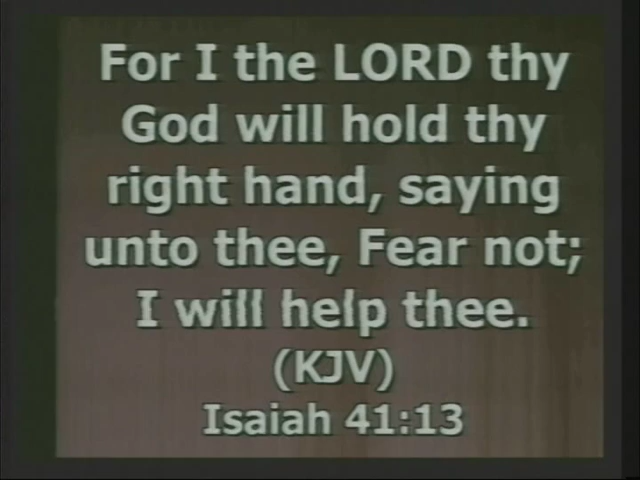 For I the LORD thy
God will hold thy
right hand, saying
unto thee, Fear not;
I will help thee.
(KJV)
Isaiah 41:13